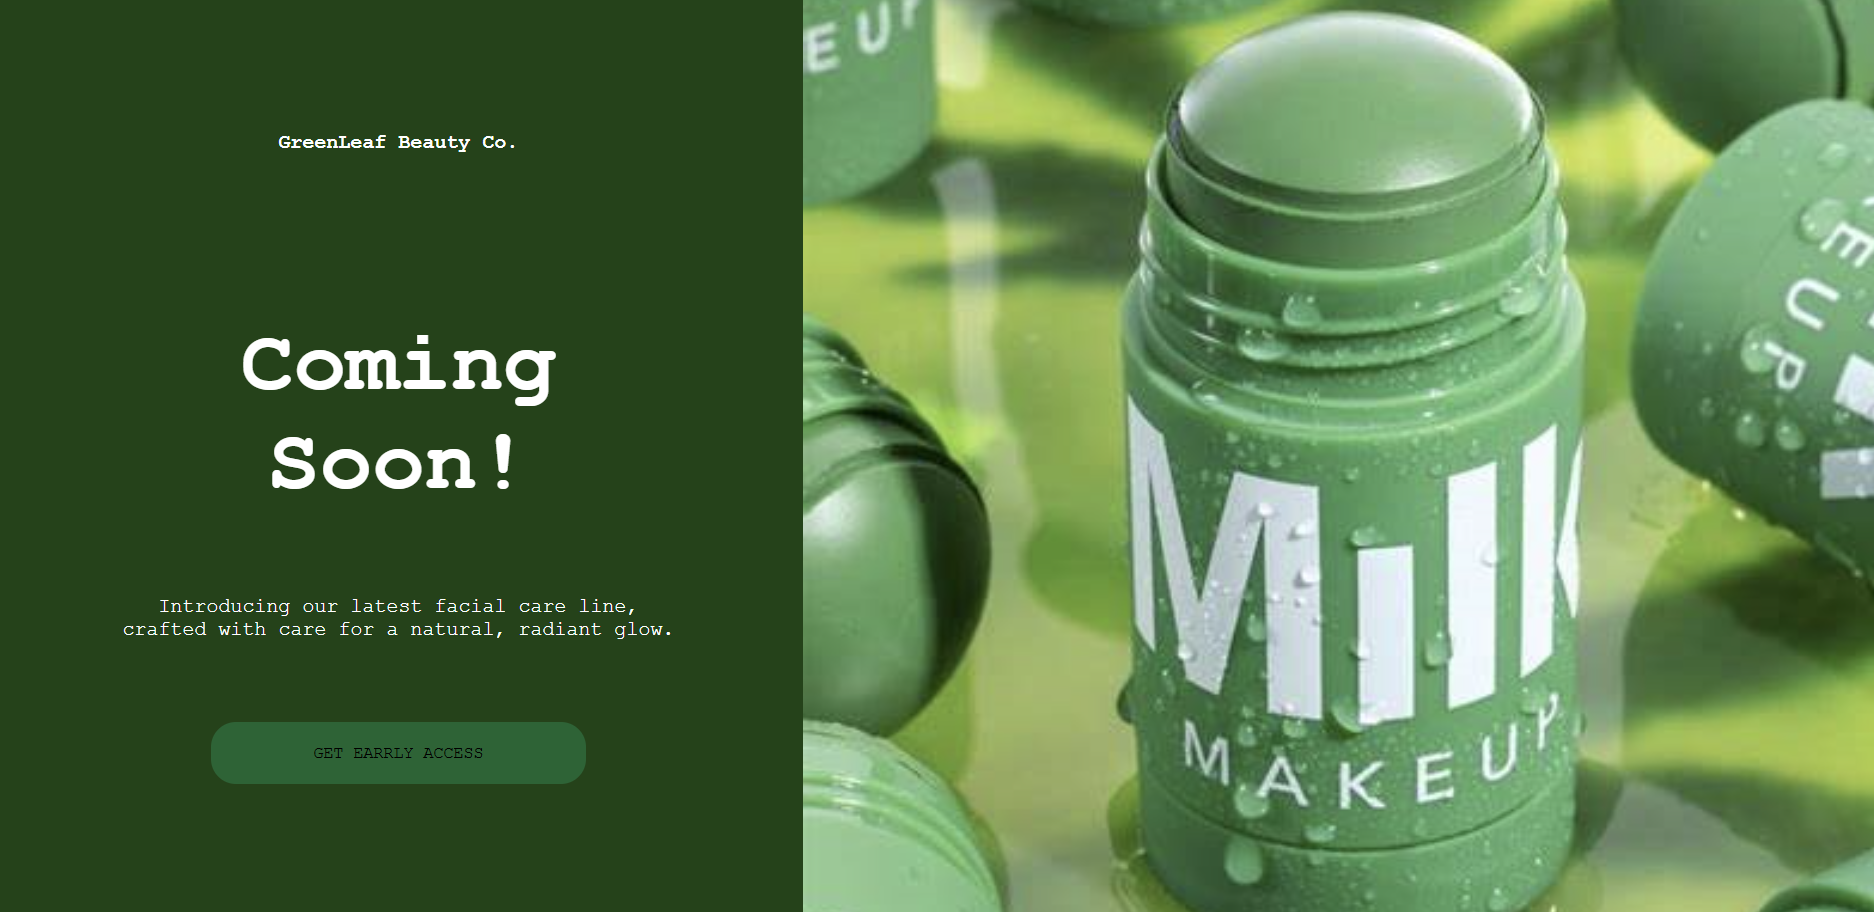 GreenLeaf Beauty Co.
Coming
Soon!
Introducing our latest facial care line,
crafted with care for a natural, radiant glow.
GET EARRLY ACCESS
EUP
Milk
MAKEUP
EUP